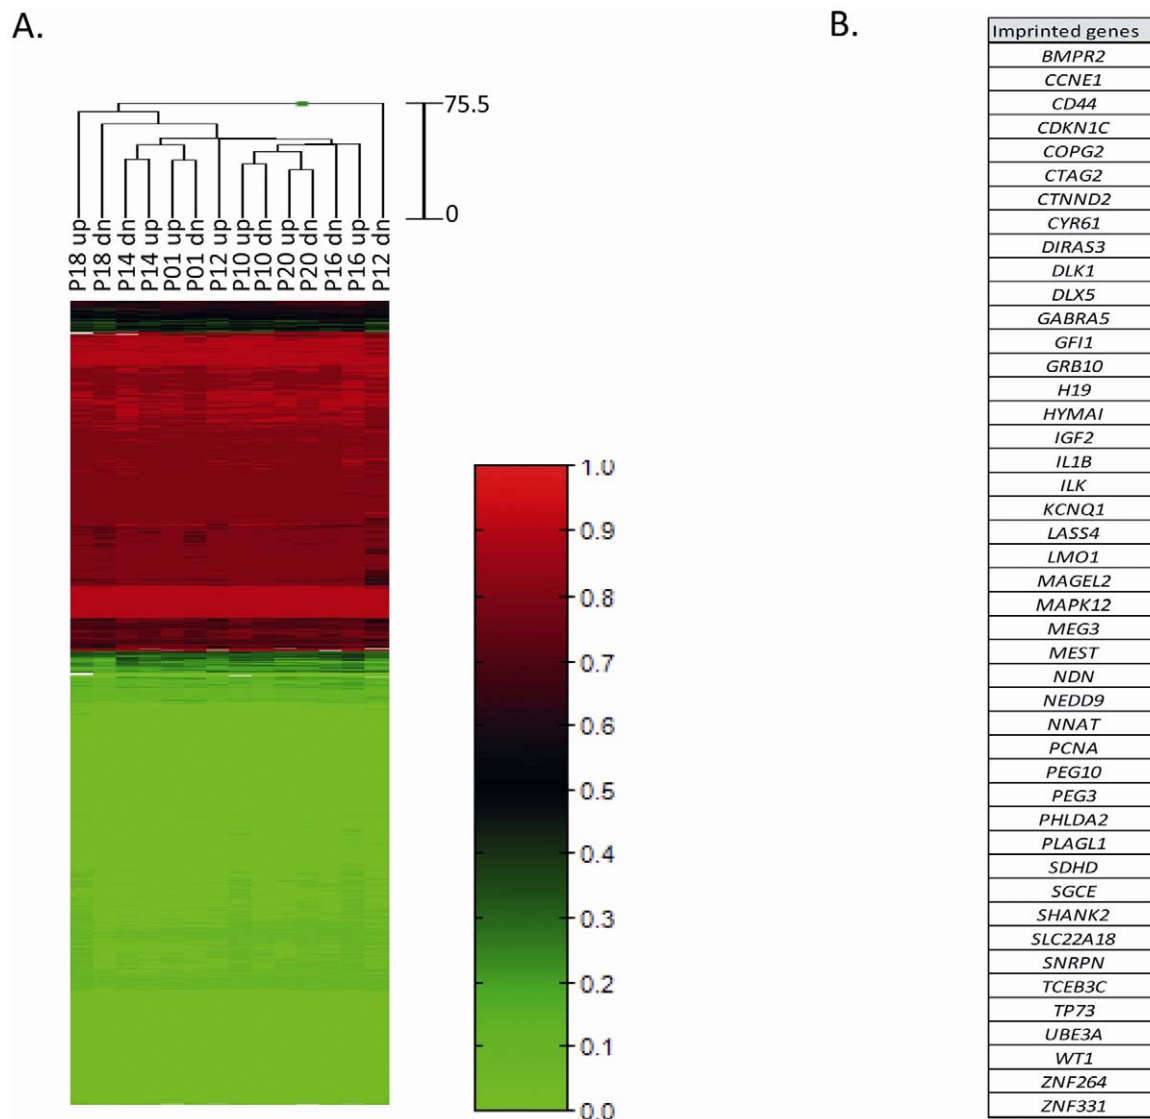 A.
B.
75.5
0
P18 up
P18 dn
P14 dn
P14 up
P01 up
P01 dn
P12 up
P10 up
P10 dn
P20 up
P20 dn
P16 dn
P16 up
P12 dn
1.0
0.9
0.8
0.7
0.6
0.5
0.4
0.3
0.2
0.1
0.0
Imprinted genes
BMPR2
CCNE1
CD44
CDKN1C
COPG2
CTAG2
CTNND2
CYR61
DIRAS3
DLK1
DLX5
GABRA5
GFI1
GRB10
H19
HYMAI
IGF2
IL1B
ILK
KCNQ1
LASS4
LMO1
MAGEL2
MAPK12
MEG3
MEST
NDN
NEDD9
NNAT
PCNA
PEG10
PEG3
PHLDA2
PLAGL1
SDHD
SGCE
SHANK2
SLC22A18
SNRPN
TCEB3C
TP73
UBE3A
WT1
ZNF264
ZNF331